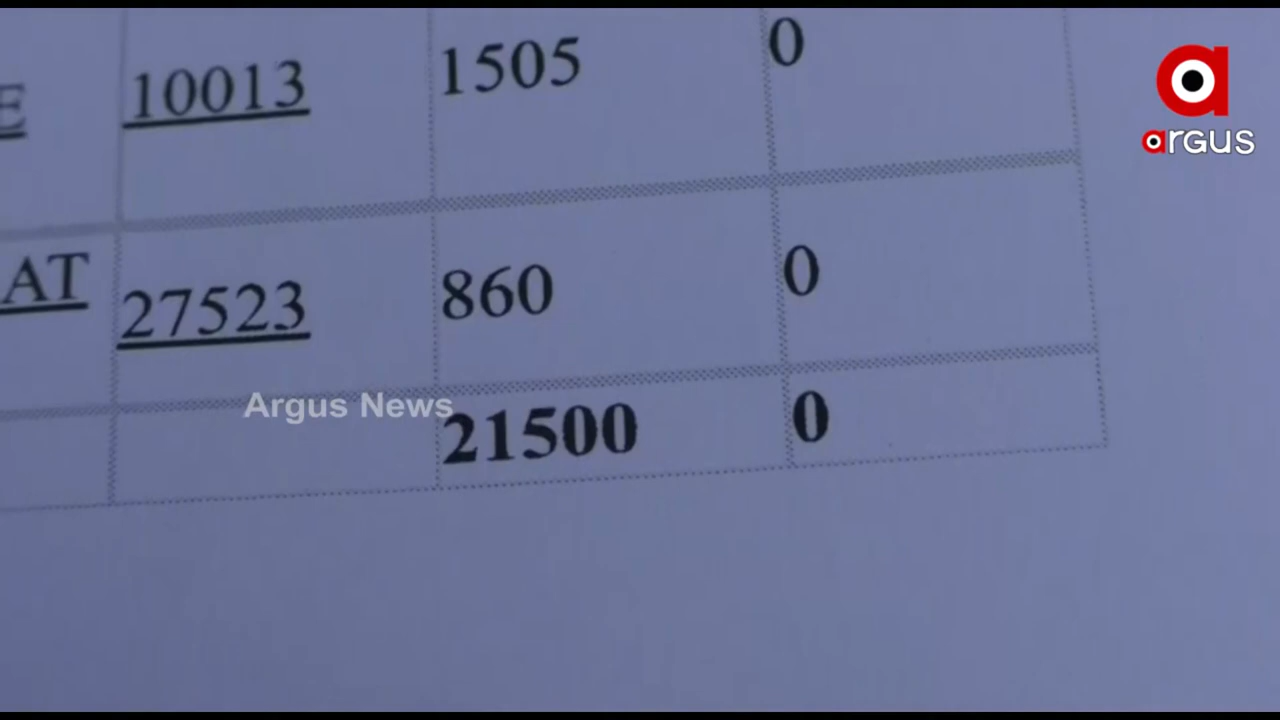 E 10013 1505 0
argus
AT 27523 860 0
Argus News
21500 0